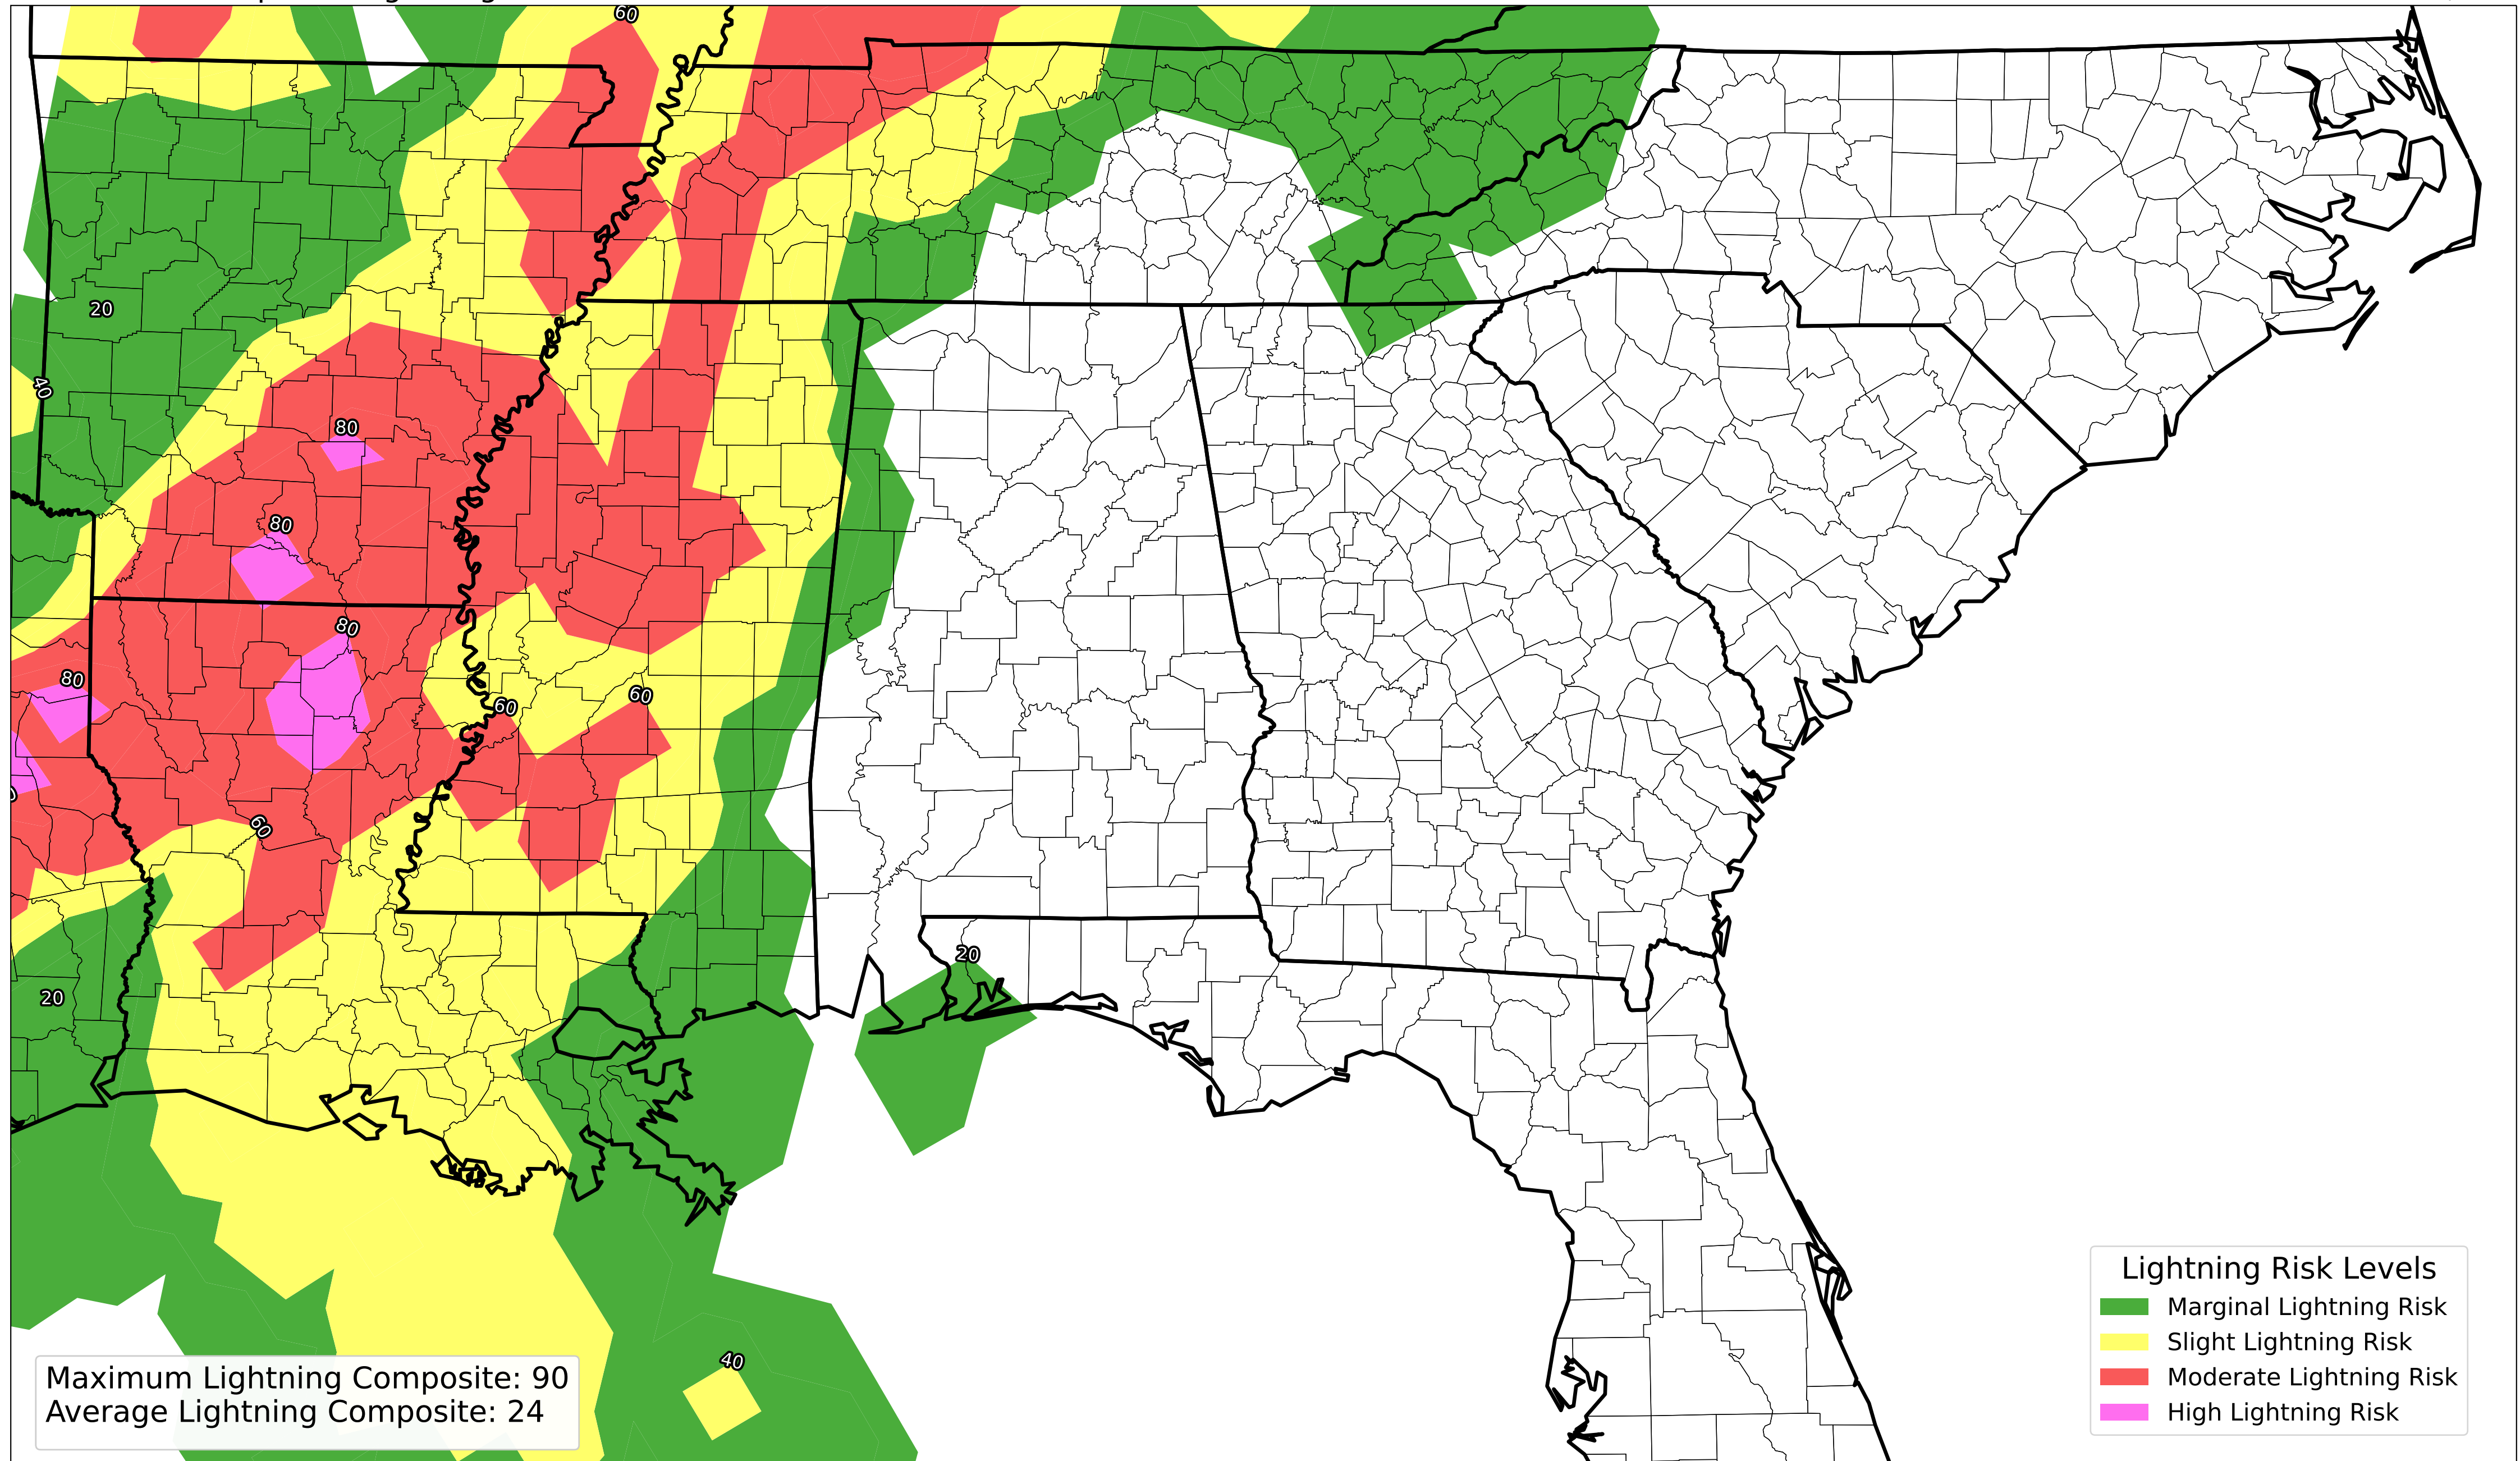 60
20
40
80
80
80
80
60
60
60
20
20
40
Maximum Lightning Composite: 90
Average Lightning Composite: 24
Lightning Risk Levels
Marginal Lightning Risk
Slight Lightning Risk
Moderate Lightning Risk
High Lightning Risk